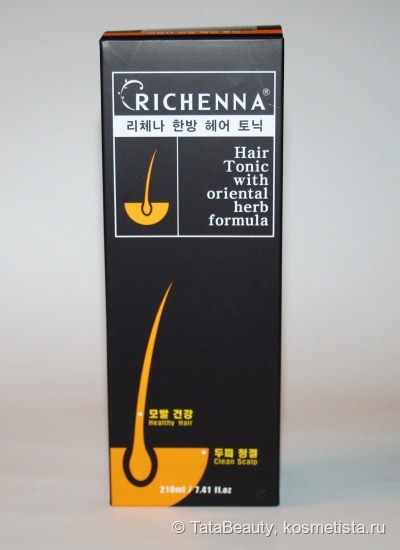 RICHENNA®
리체나 한방 헤어 토닉
Hair
Tonic
with
oriental
herb
formula
모발 건강
Healthy Hair
두피 청결
Clean Scalp
210ml / 7.41 fl.oz
© TataBeauty, kosmetista.ru